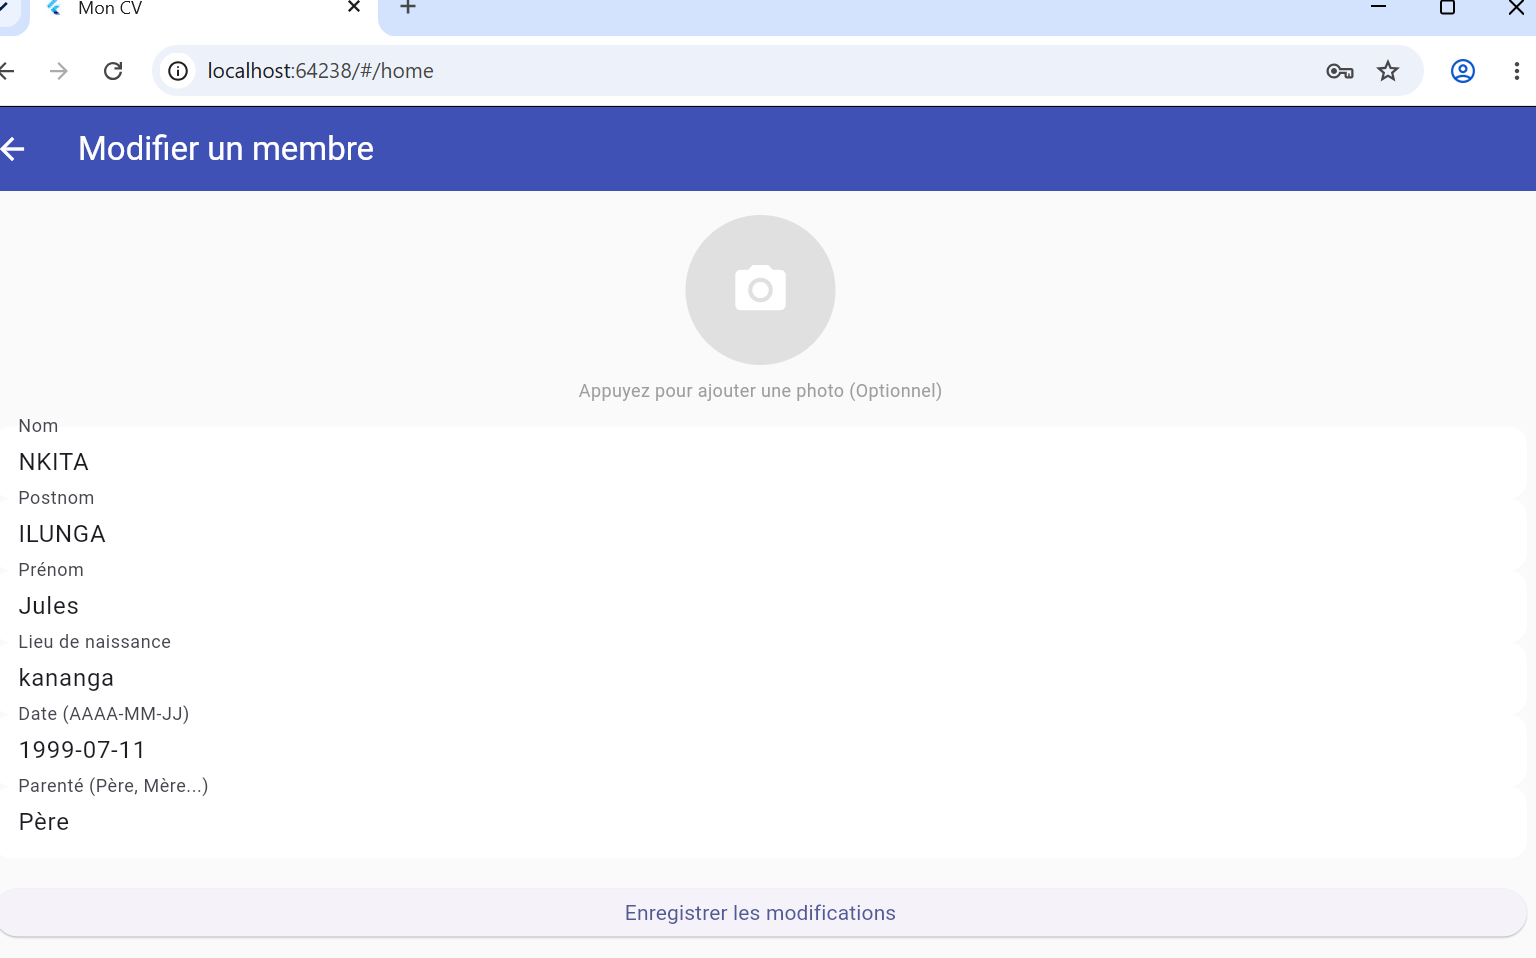 Mon CV
localhost:64238/#/home
Modifier un membre
Appuyez pour ajouter une photo (Optionnel)
Nom
NKITA
Postnom
ILUNGA
Prénom
Jules
Lieu de naissance
kananga
Date (AAAA-MM-JJ)
1999-07-11
Parenté (Père, Mère...)
Père
Enregistrer les modifications